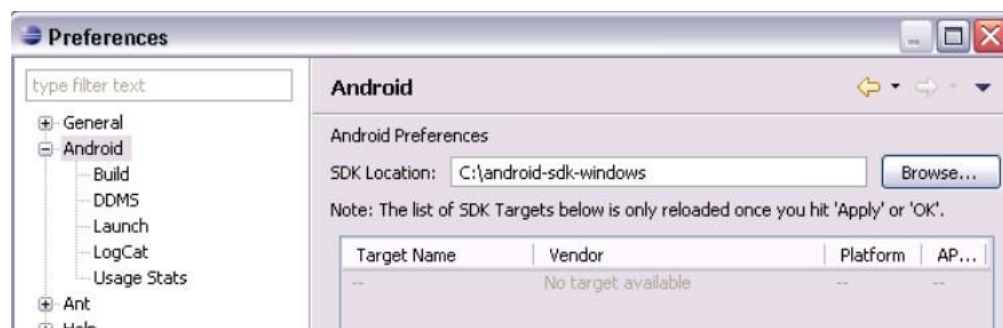 Preferences
type filter text
General
Android
Build
DDMS
Launch
LogCat
Usage Stats
Ant
Help
Android
Android Preferences
SDK Location: C:\android-sdk-windows Browse...
Note: The list of SDK Targets below is only reloaded once you hit 'Apply' or 'OK'.
Target Name Vendor Platform AP...
-- No target available -- --